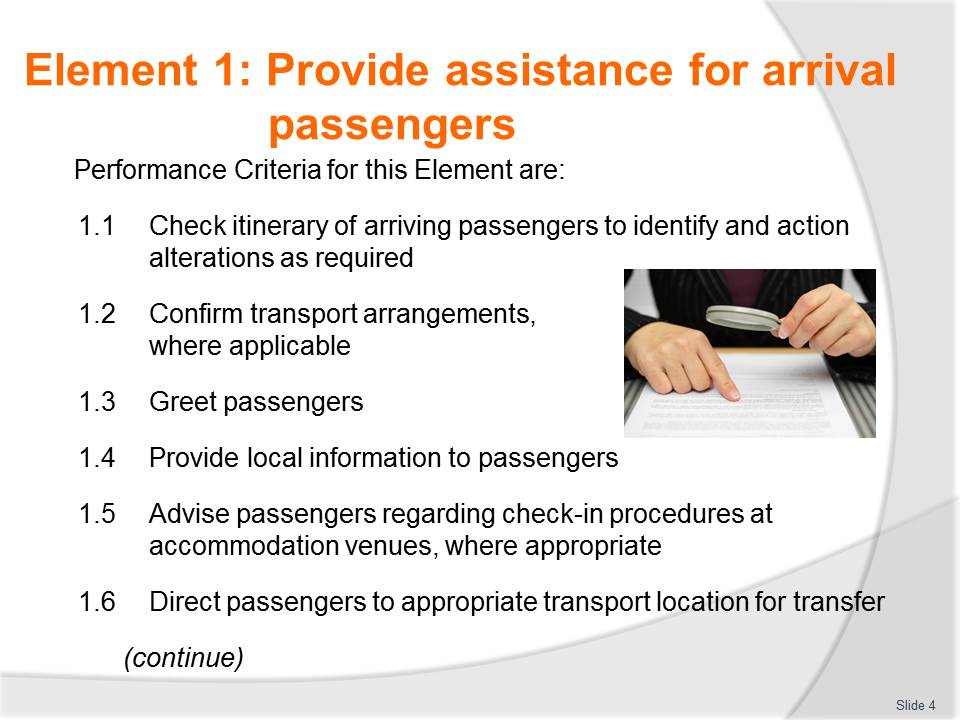 Element 1: Provide assistance for arrival
passengers
Performance Criteria for this Element are:
1.1 Check itinerary of arriving passengers to identify and action
alterations as required
1.2 Confirm transport arrangements,
where applicable
1.3 Greet passengers
1.4 Provide local information to passengers
1.5 Advise passengers regarding check-in procedures at
accommodation venues, where appropriate
1.6 Direct passengers to appropriate transport location for transfer
(continue)
Slide 4